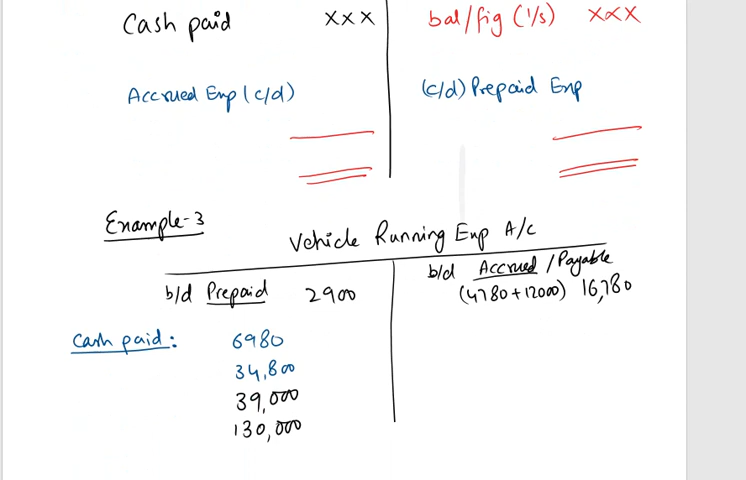 Cash paid xxx
bal/fig (I/S) xxx
Accrued Exp (c/d)
(c/d) Prepaid Exp
Example-3
Vehicle Running Exp A/c
b/d Prepaid 2900
b/d Accrued/Payable
(4780+12000) 16,780
Cash paid: 6980
34,800
39,000
130,000